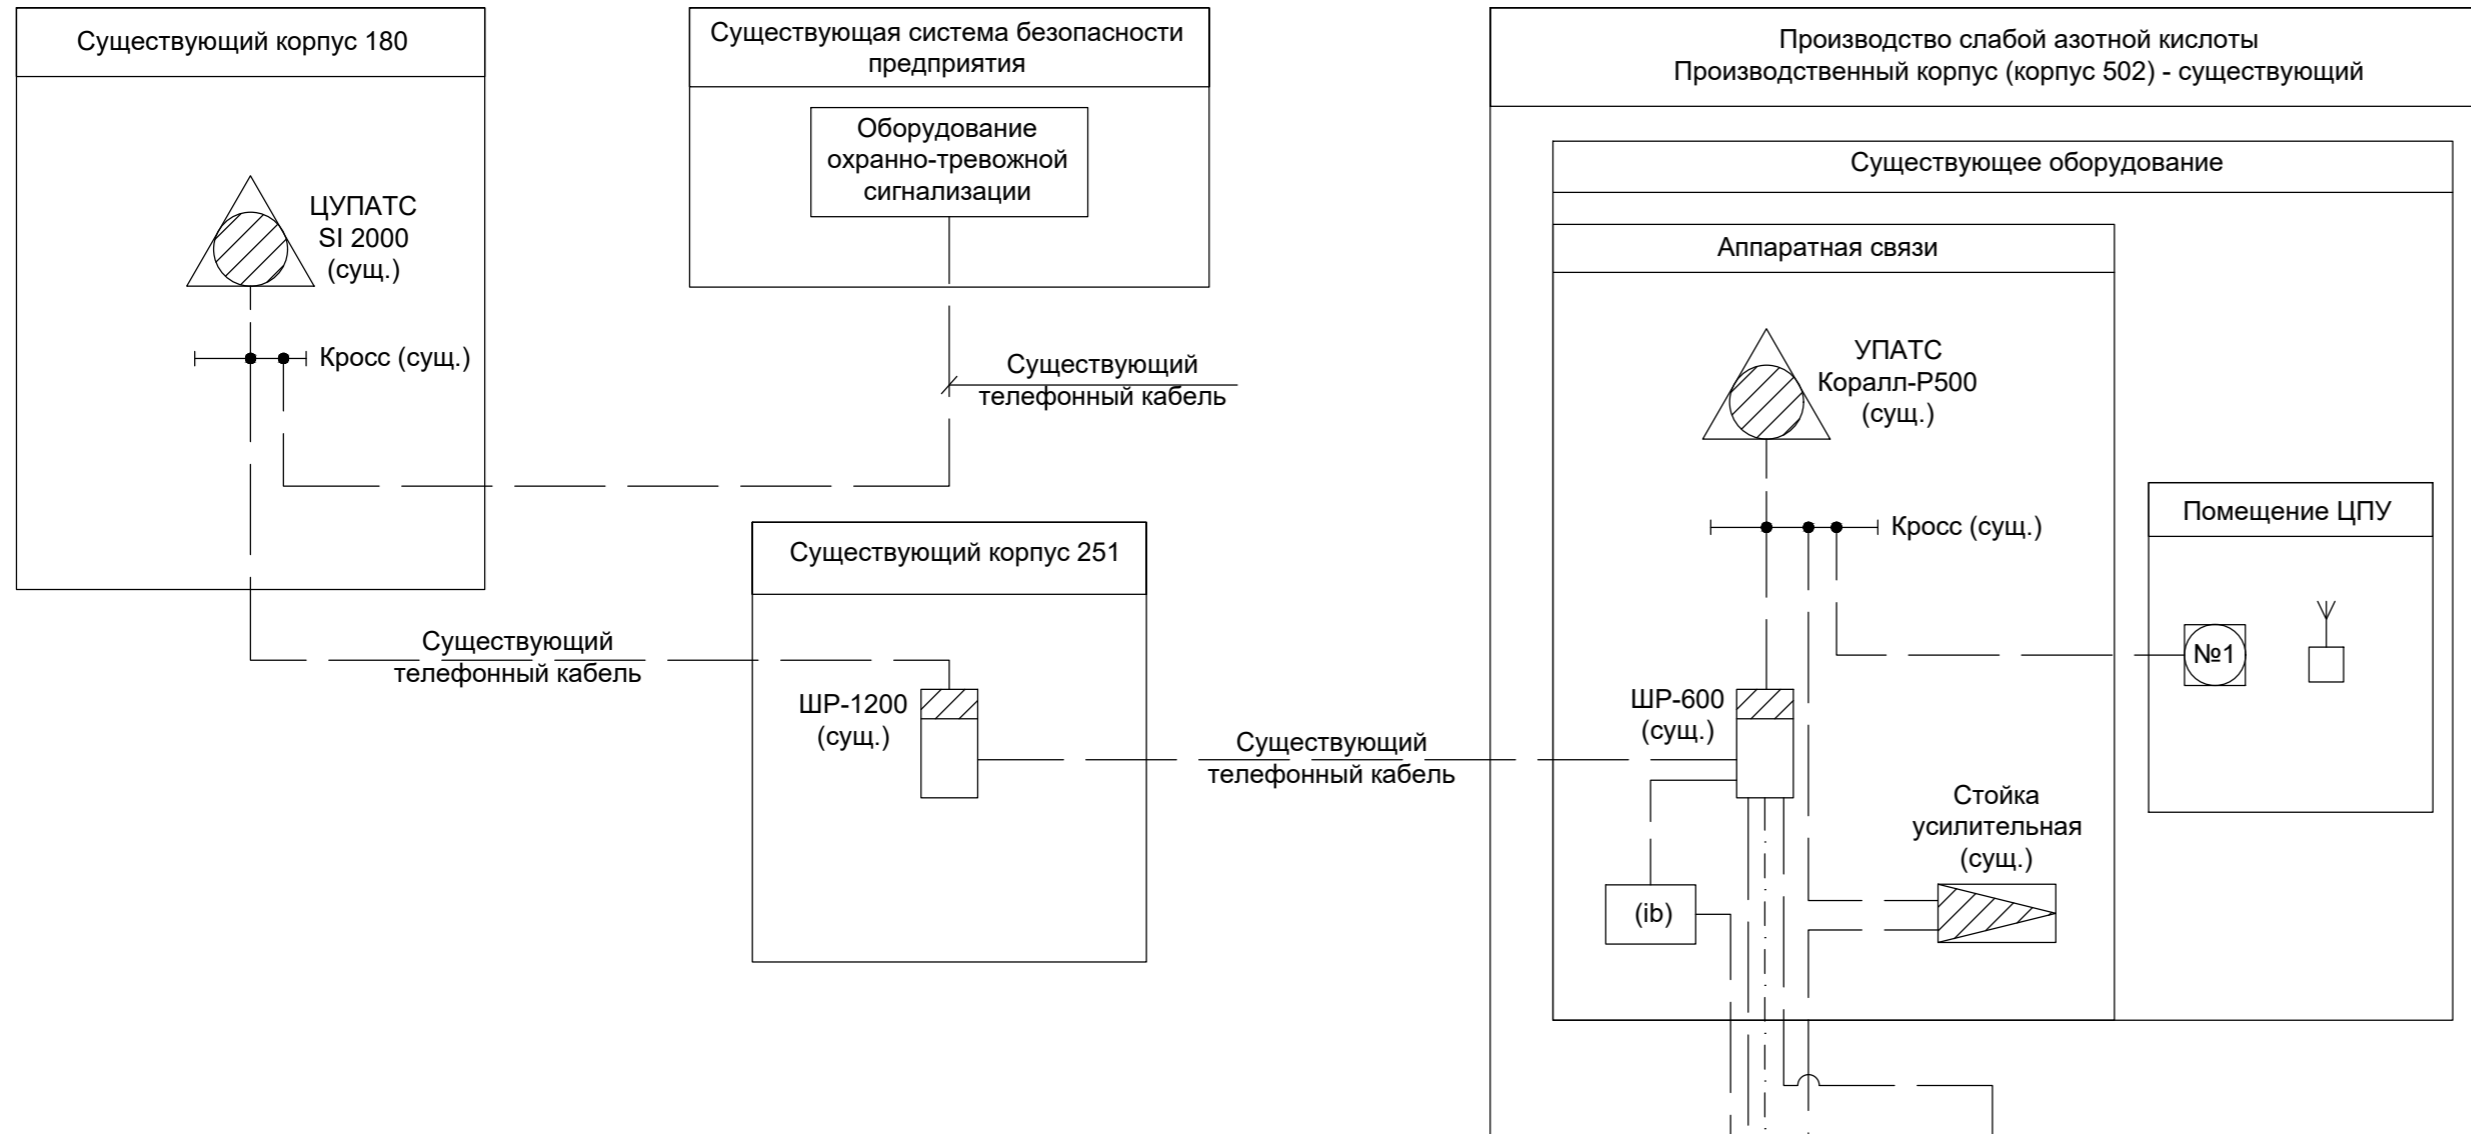 Существующий корпус 180
ЦУПАТС
SI 2000
(сущ.)
Кросс (сущ.)
Существующая система безопасности
предприятия
Оборудование
охранно-тревожной
сигнализации
Существующий
телефонный кабель
Существующий
телефонный кабель
Существующий корпус 251
ШР-1200
(сущ.)
Существующий
телефонный кабель
Производство слабой азотной кислоты
Производственный корпус (корпус 502) - существующий
Существующее оборудование
Аппаратная связи
УПАТС
Коралл-Р500
(сущ.)
Кросс (сущ.)
Помещение ЦПУ
№1
ШР-600
(сущ.)
Стойка
усилительная
(сущ.)
(ib)